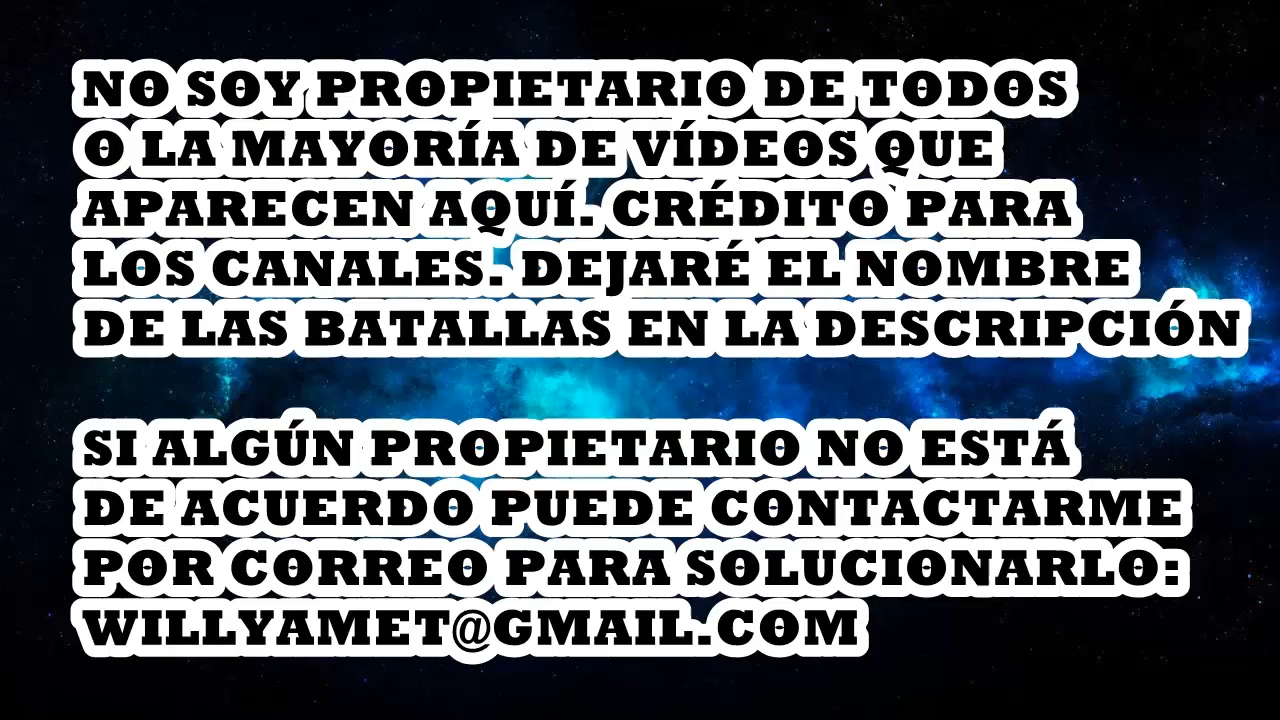 NO SOY PROPIETARIO DE TODOS
O LA MAYORÍA DE VÍDEOS QUE
APARECEN AQUÍ. CRÉDITO PARA
LOS CANALES. DEJARÉ EL NOMBRE
DE LAS BATALLAS EN LA DESCRIPCIÓN
SI ALGÚN PROPIETARIO NO ESTÁ
DE ACUERDO PUEDE CONTACTARME
POR CORREO PARA SOLUCIONARLO:
WILLYAMET@GMAIL.COM